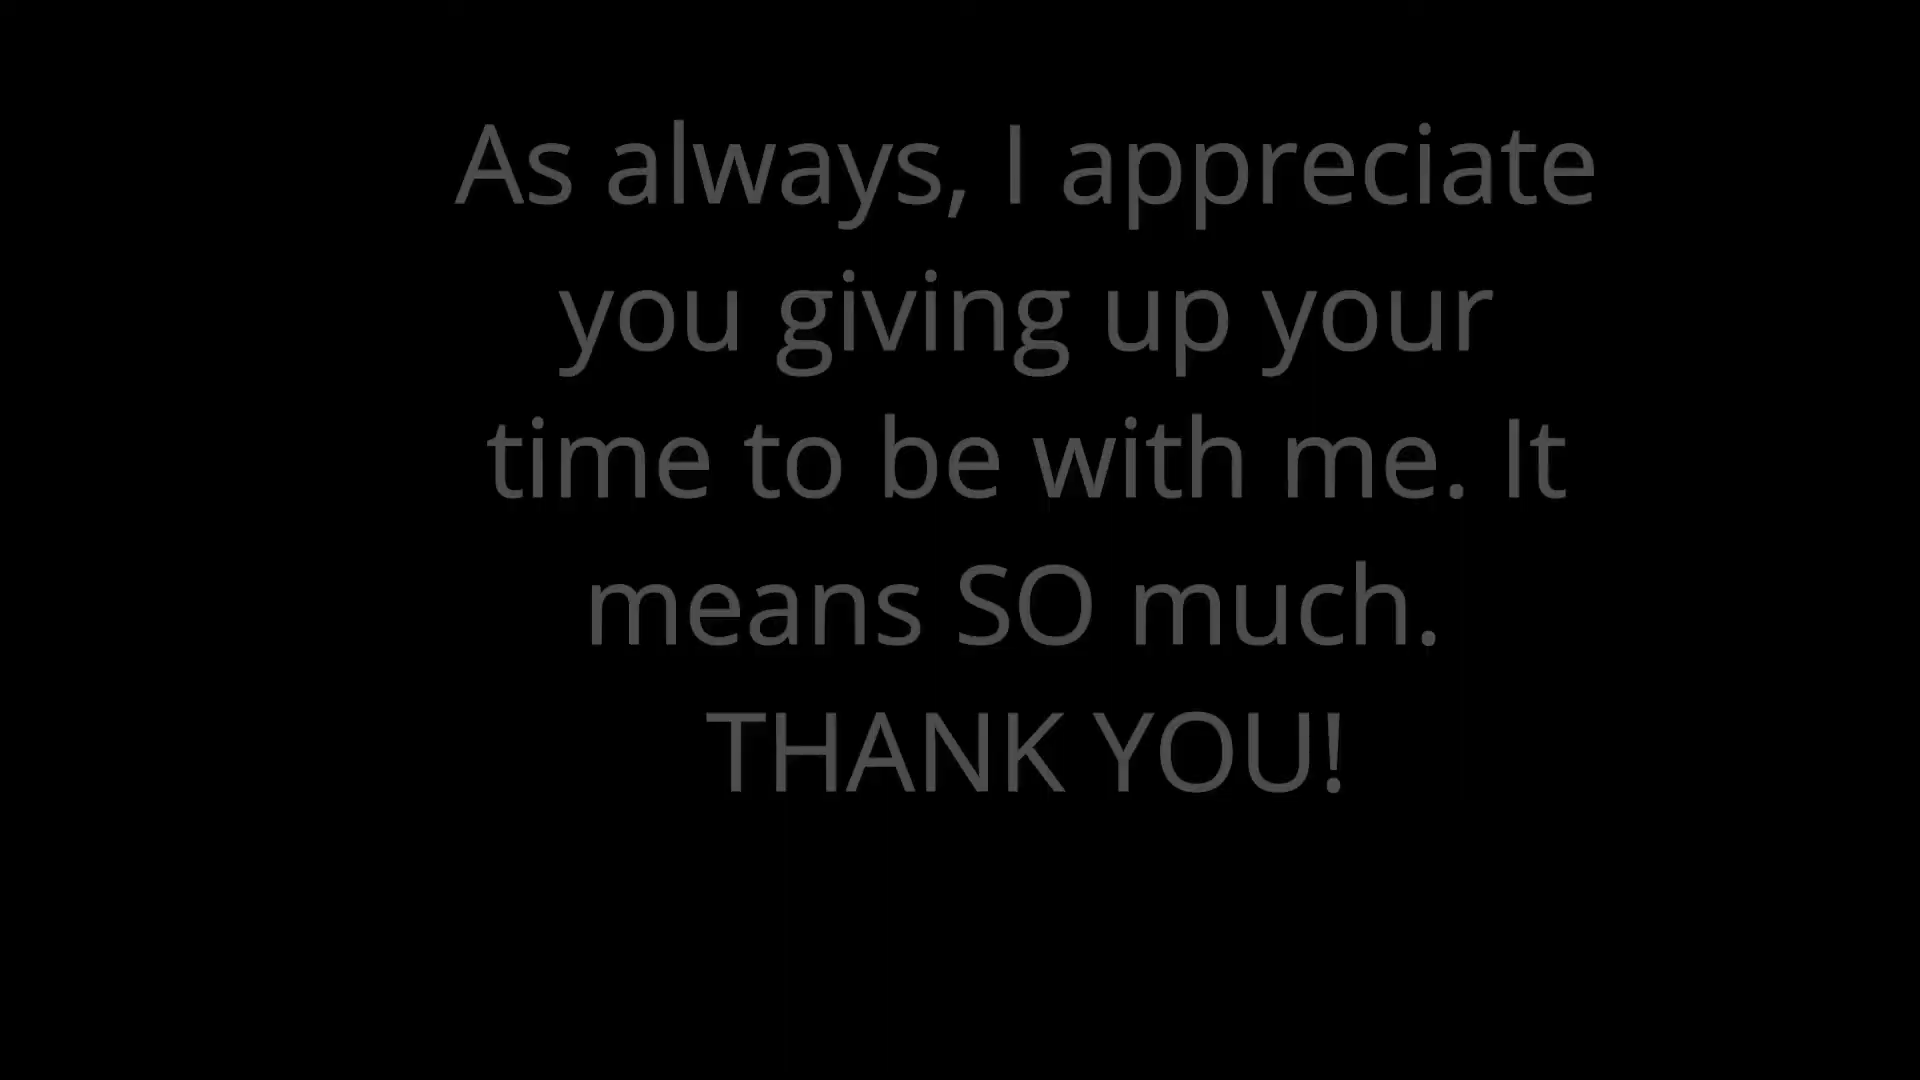 As always, I appreciate
you giving up your
time to be with me. It
means SO much.
THANK YOU!